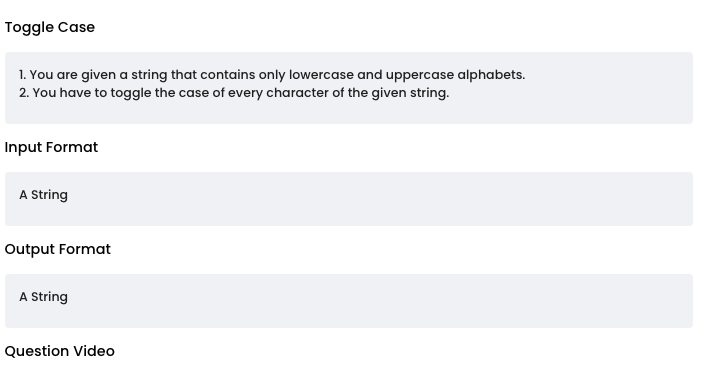 Toggle Case
1. You are given a string that contains only lowercase and uppercase alphabets.
2. You have to toggle the case of every character of the given string.
Input Format
A String
Output Format
A String
Question Video